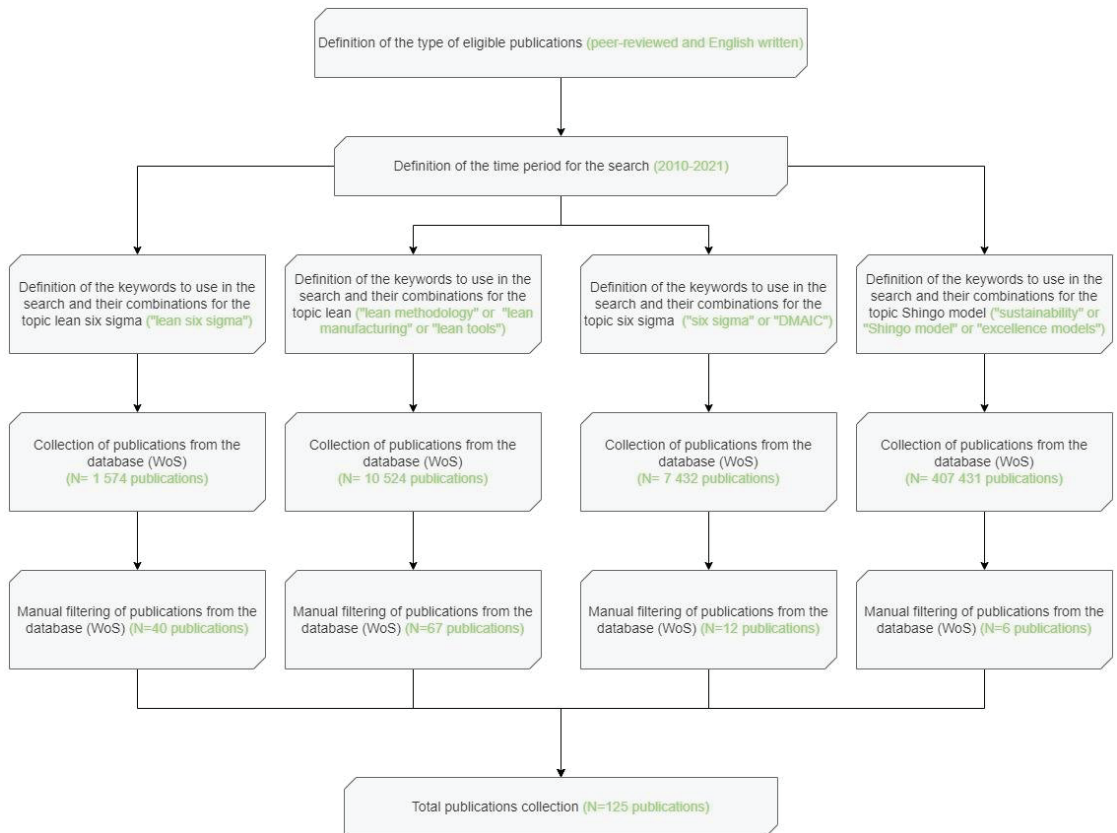 Definition of the type of eligible publications (peer-reviewed and English written)
Definition of the time period for the search (2010-2021)
Definition of the keywords to use in the
search and their combinations for the
topic lean six sigma ("lean six sigma")
Definition of the keywords to use in the
search and their combinations for the
topic lean ("lean methodology" or "lean
manufacturing" or "lean tools")
Definition of the keywords to use in the
search and their combinations for the
topic six sigma ("six sigma" or "DMAIC")
Definition of the keywords to use in the
search and their combinations for the
topic Shingo model ("sustainability" or
"Shingo model" or "excellence models")
Collection of publications from the
database (WoS)
(N= 1 574 publications)
Collection of publications from the
database (WoS)
(N= 10 524 publications)
Collection of publications from the
database (WoS)
(N= 7 432 publications)
Collection of publications from the
database (WoS)
(N= 407 431 publications)
Manual filtering of publications from the
database (WoS) (N=40 publications)
Manual filtering of publications from the
database (WoS) (N=67 publications)
Manual filtering of publications from the
database (WoS) (N=12 publications)
Manual filtering of publications from the
database (WoS) (N=6 publications)
Total publications collection (N=125 publications)